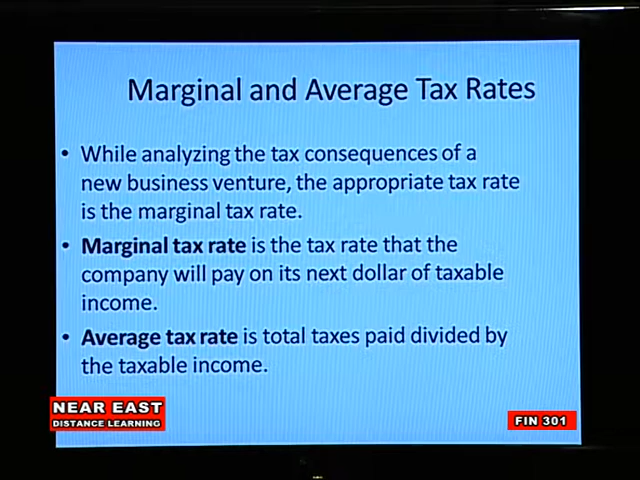 Marginal and Average Tax Rates
• While analyzing the tax consequences of a
new business venture, the appropriate tax rate
is the marginal tax rate.
• Marginal tax rate is the tax rate that the
company will pay on its next dollar of taxable
income.
• Average tax rate is total taxes paid divided by
the taxable income.
NEAR EAST
DISTANCE LEARNING
FIN 301